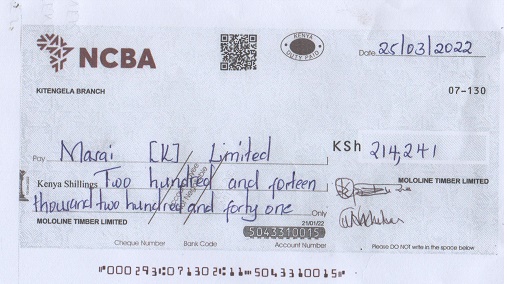 NCBA
KENYA
DUTY PAID
Date 25/03/2022
KITENGELA BRANCH
07-130
Pay Marai [K] Limited
KSh 214,241
Kenya Shillings Two hundred and forteen
thousand two hundred and forty one Only
MOLOLINE TIMBER LIMITED
MOLOLINE TIMBER LIMITED
21/01/22
5043310015
Cheque Number Bank Code Account Number
Please DO NOT write in the space below
"000293"07130 2"11" 5043310015"